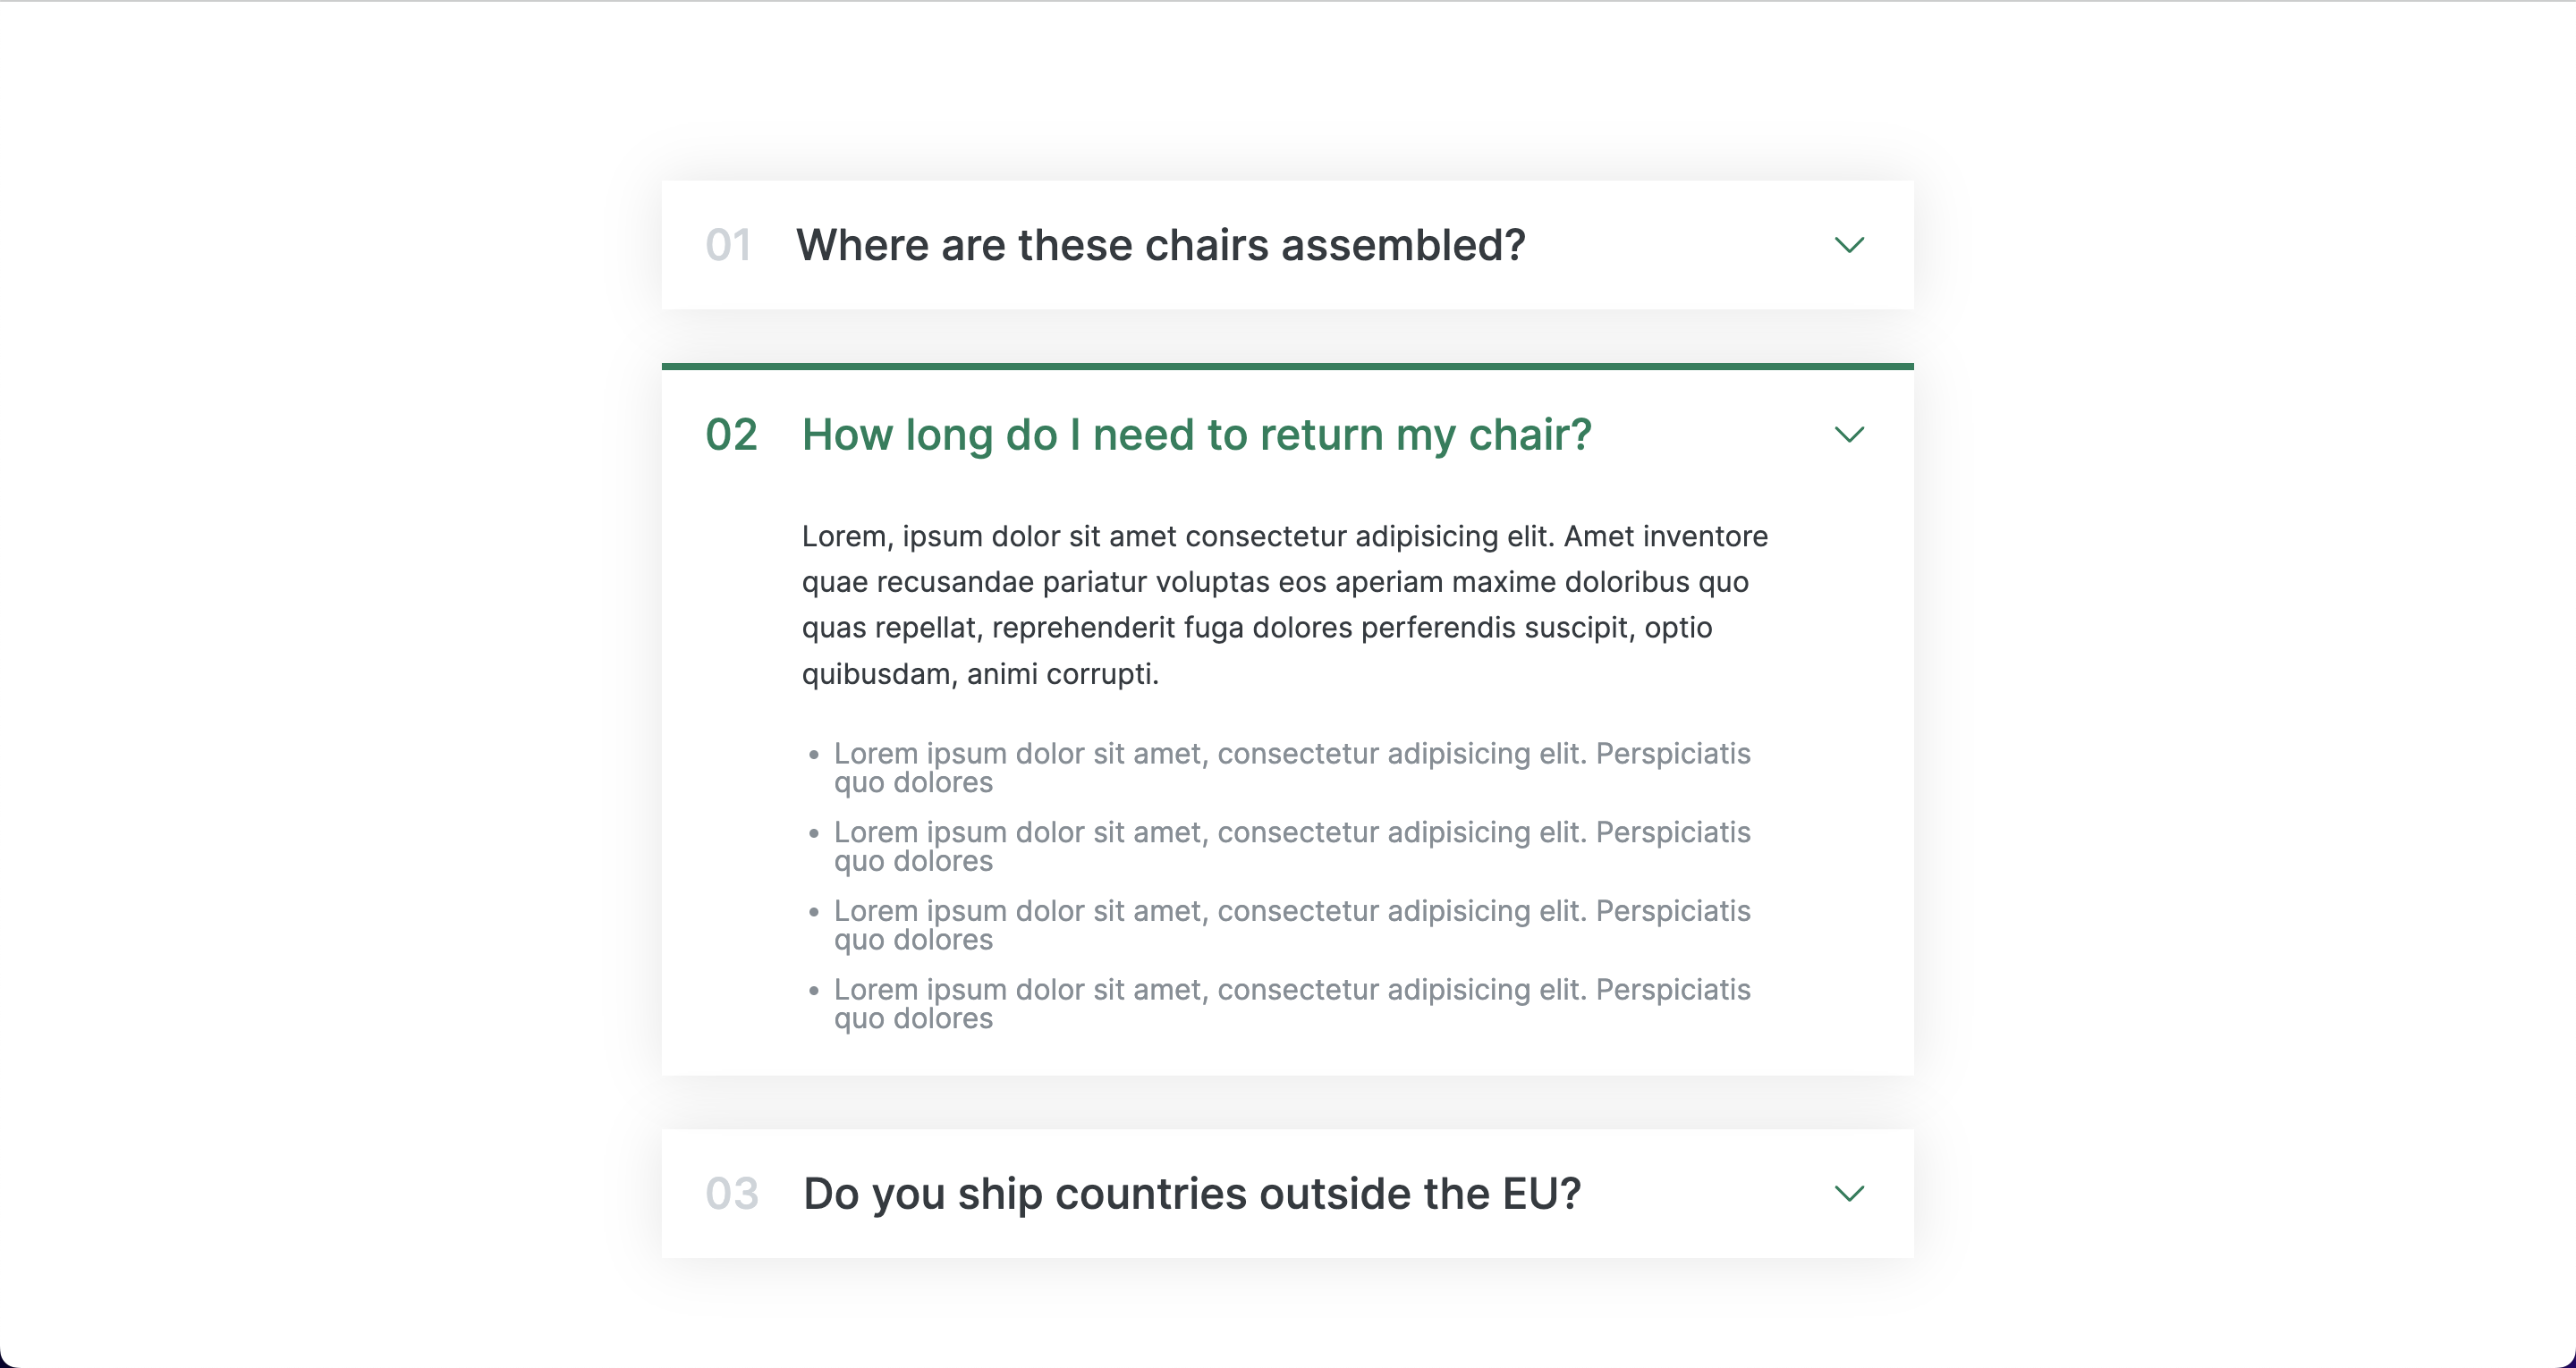 01 Where are these chairs assembled?
02 How long do I need to return my chair?
Lorem, ipsum dolor sit amet consectetur adipisicing elit. Amet inventore
quae recusandae pariatur voluptas eos aperiam maxime doloribus quo
quas repellat, reprehenderit fuga dolores perferendis suscipit, optio
quibusdam, animi corrupti.
• Lorem ipsum dolor sit amet, consectetur adipisicing elit. Perspiciatis
quo dolores
• Lorem ipsum dolor sit amet, consectetur adipisicing elit. Perspiciatis
quo dolores
• Lorem ipsum dolor sit amet, consectetur adipisicing elit. Perspiciatis
quo dolores
• Lorem ipsum dolor sit amet, consectetur adipisicing elit. Perspiciatis
quo dolores
03 Do you ship countries outside the EU?